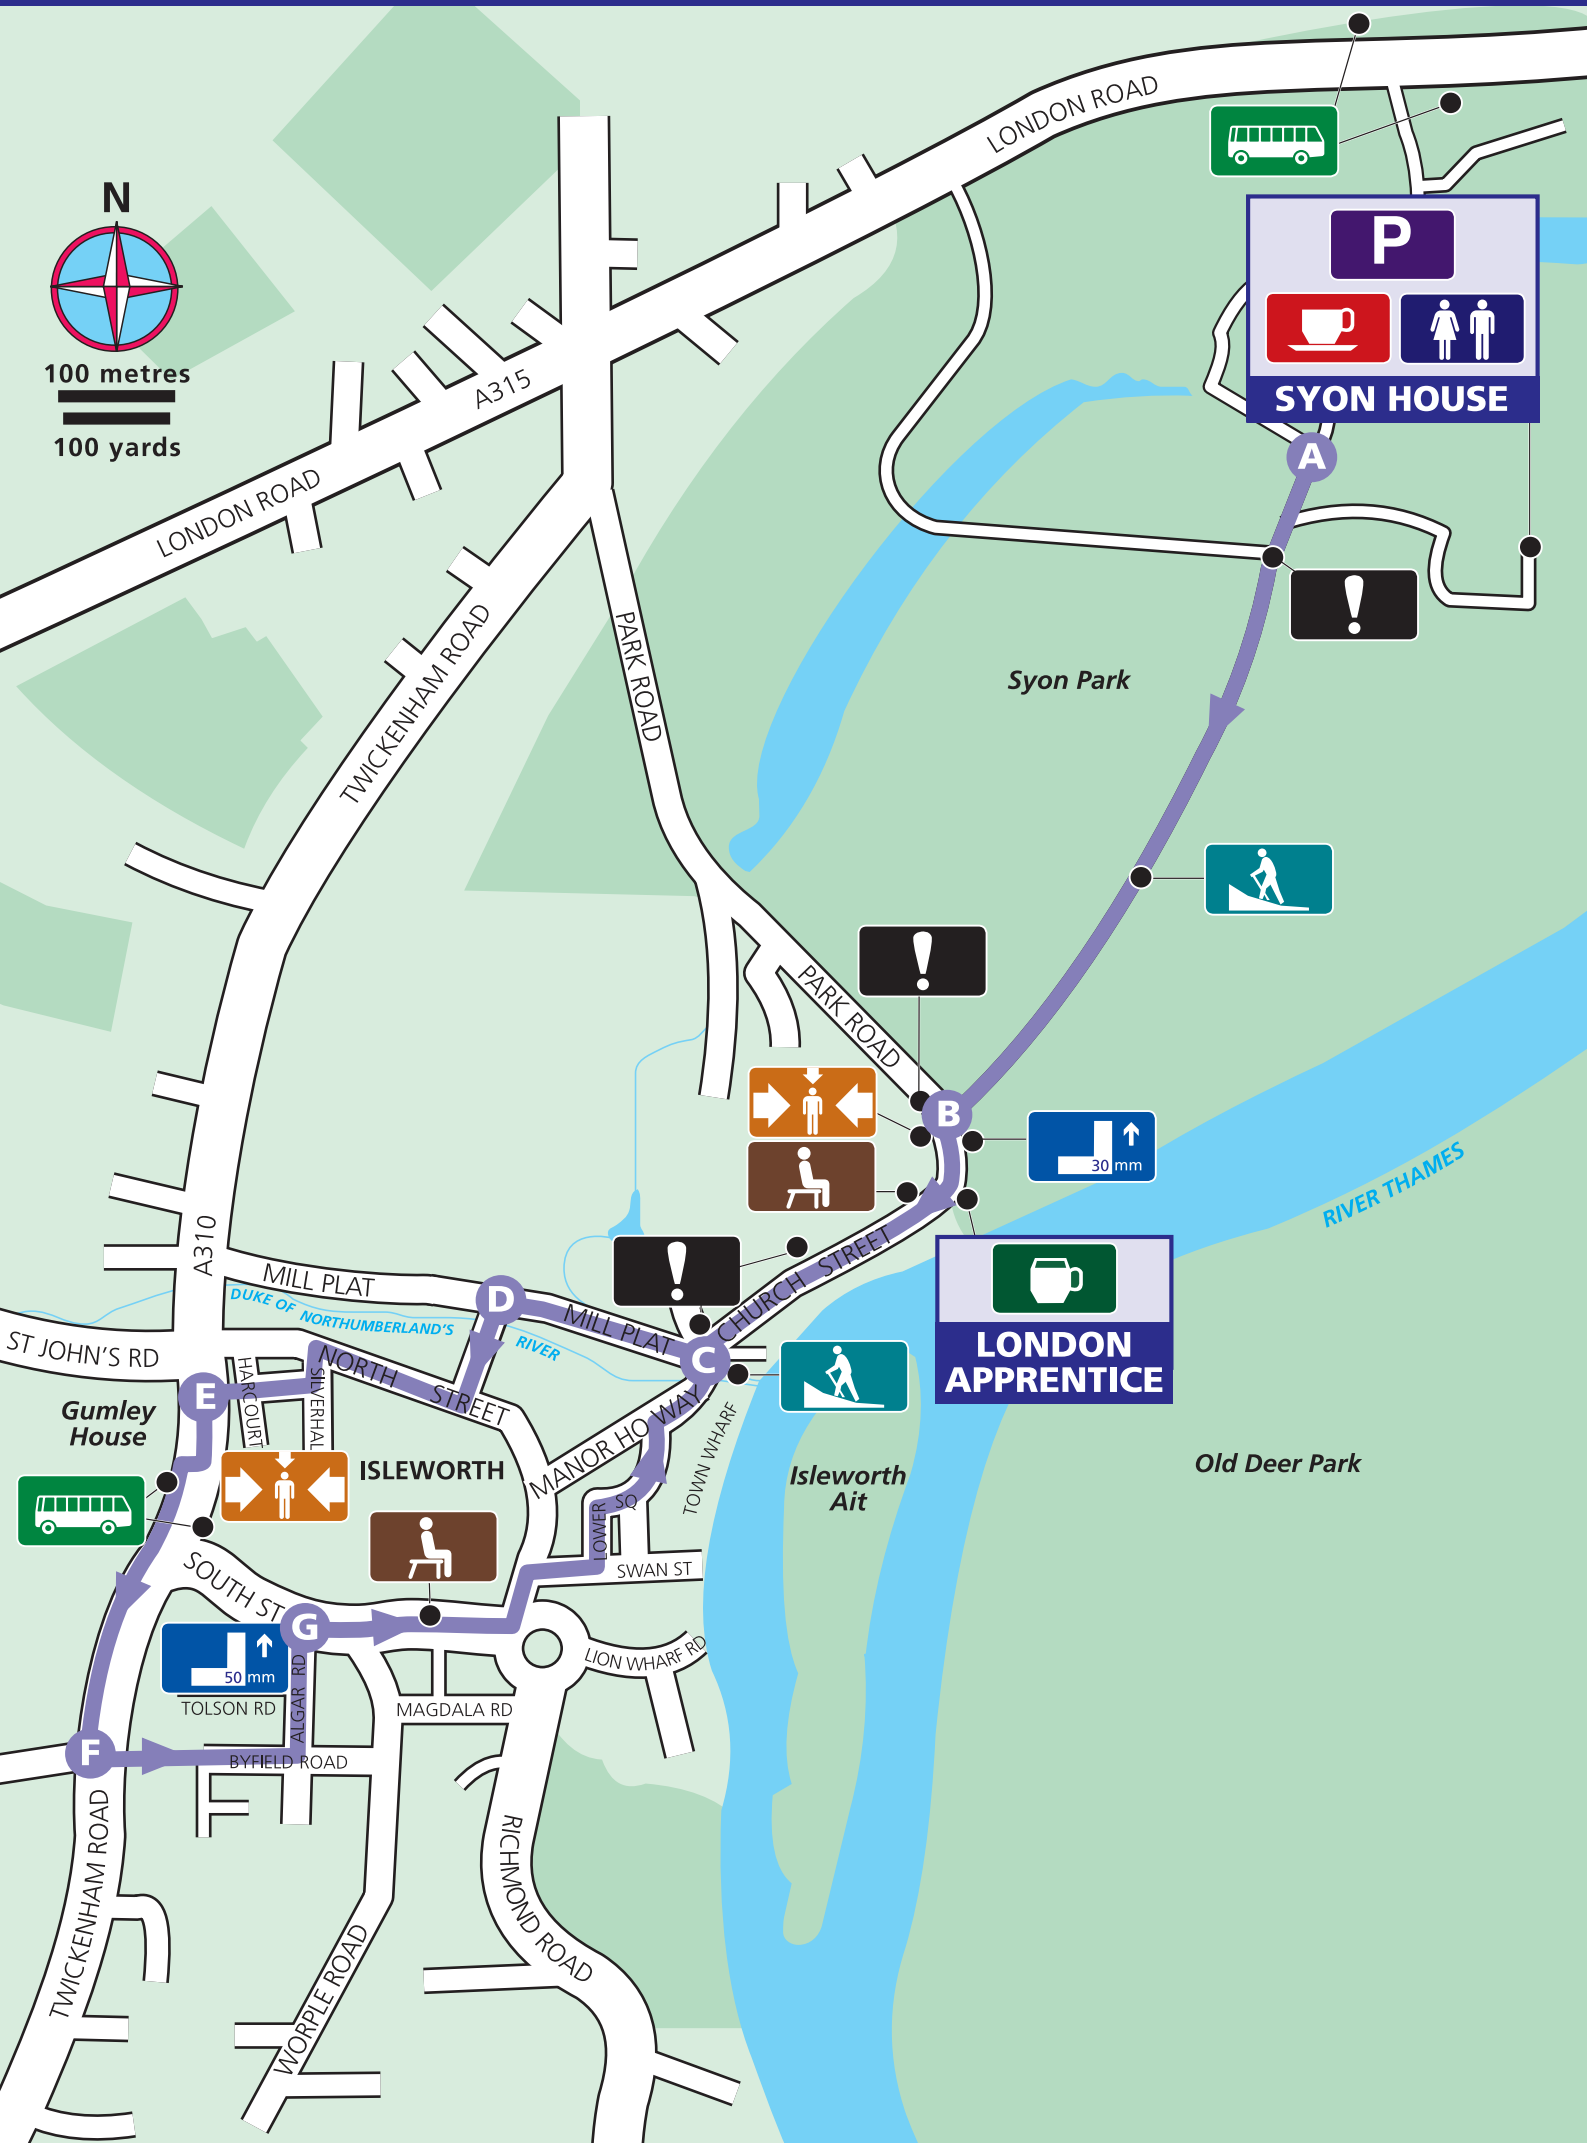 LONDON ROAD
N
P
100 metres
100 yards
A315
SYON HOUSE
LONDON ROAD
A
!
TWICKENHAM ROAD
PARK ROAD
Syon Park
!
PARK ROAD
B
30 mm
RIVER THAMES
A310
MILL PLAT
DUKE OF
NORTHUMBERLAND'S
RIVER
D
MILL PLAT
!
CHURCH STREET
C
LONDON
APPRENTICE
ST JOHN'S RD
E
HARCOURT
SILVERHAL
NORTH STREET
Gumley
House
ISLEWORTH
MANOR HO WAY
TOWN WHARF
Isleworth
Ait
Old Deer Park
LOWER SQ
SWAN ST
SOUTH ST
G
50 mm
TOLSON RD
ALGAR RD
LION WHARF RD
MAGDALA RD
F
BYFIELD ROAD
TWICKENHAM ROAD
RICHMOND ROAD
WORPLE ROAD